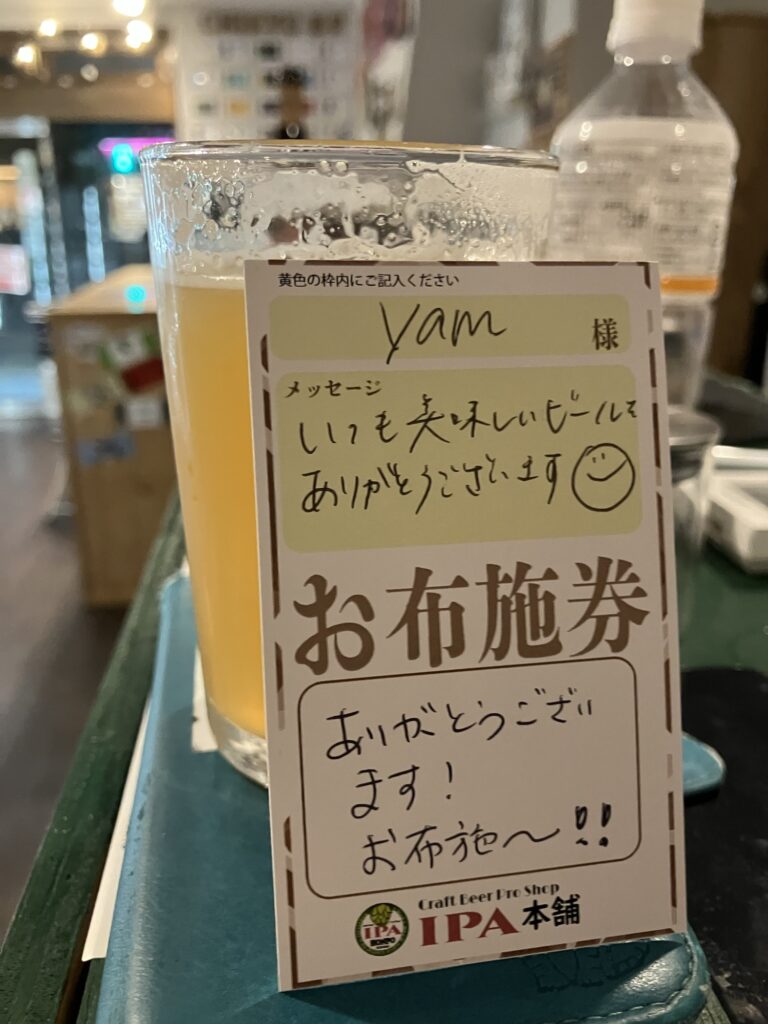 黄色の枠内にご記入ください
yam 様
メッセージ
いつも美味しいビールを
ありがとうございます
お布施券
ありがとうござい
ます!
お布施〜!!
Craft Beer Pro Shop
IPA本舗
IPA
HONPO